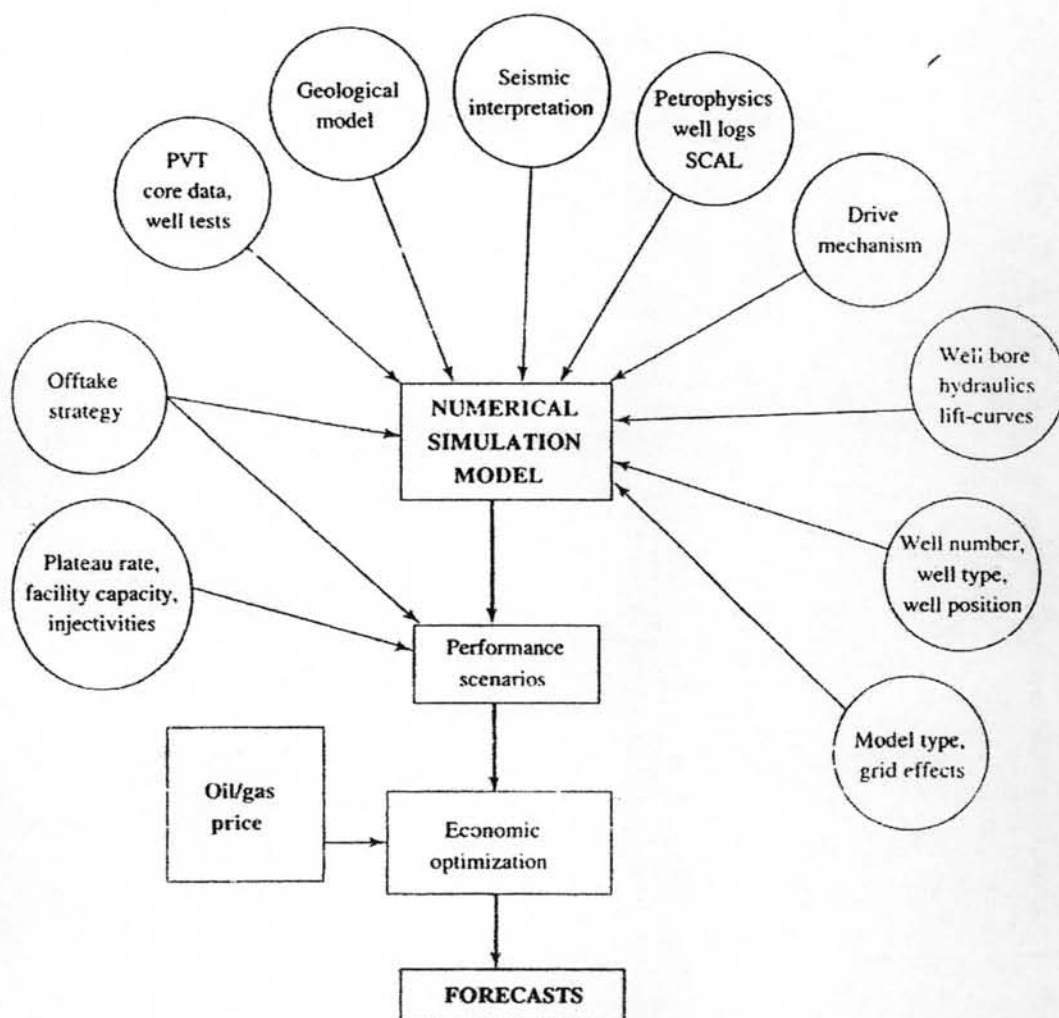 Seismic
interpretation
Geological
model
Petrophysics
well logs
SCAL
PVT
core data,
well tests
Drive
mechanism
Offtake
strategy
NUMERICAL
SIMULATION
MODEL
Well bore
hydraulics
lift-curves
Plateau rate,
facility capacity,
injectivities
Well number,
well type,
well position
Performance
scenarios
Model type,
grid effects
Oil/gas
price
Economic
optimization
FORECASTS